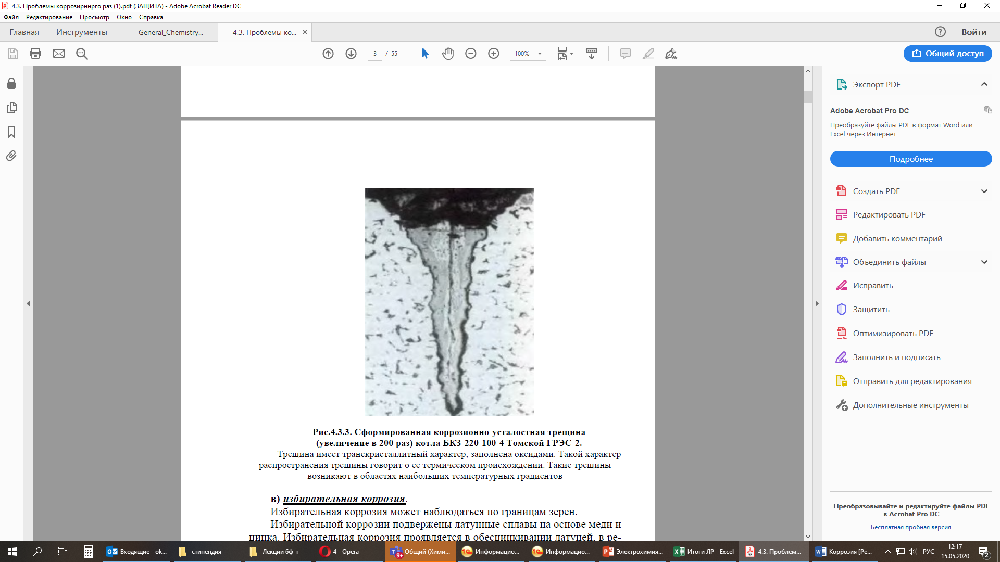 4.3. Проблемы коррозирннрго раз (1).pdf (ЗАЩИТА) - Adobe Acrobat Reader DC
Файл Редактирование Просмотр Окно Справка
Главная Инструменты General_Chemistry... 4.3. Проблемы ко... × Войти
3 / 55 100% Общий доступ
Экспорт PDF
Adobe Acrobat Pro DC
Преобразуйте файлы PDF в формат Word или
Excel через Интернет
Подробнее
Создать PDF
Редактировать PDF
Добавить комментарий
Объединить файлы
Исправить
Защитить
Оптимизировать PDF
Заполнить и подписать
Отправить для редактирования
Дополнительные инструменты
Преобразовывайте и редактируйте файлы PDF
в Acrobat Pro DC
Бесплатная пробная версия
Рис.4.3.3. Сформированная коррозионно-усталостная трещина
(увеличение в 200 раз) котла БКЗ-220-100-4 Томской ГРЭС-2.
Трещина имеет транскристаллитный характер, заполнена оксидами. Такой характер
распространения трещины говорит о ее термическом происхождении. Такие трещины
возникают в областях наибольших температурных градиентов
в) избирательная коррозия.
Избирательная коррозия может наблюдаться по границам зерен.
Избирательной коррозии подвержены латунные сплавы на основе меди и
цинка. Избирательная коррозия проявляется в обесцинкивании латуней, в ре-
Входящие - ok... стипендия Лекции бф-т 4 - Opera Общий (Хими... 9+ Информацио... Информацио... Электрохимия... Итоги ЛР - Excel 4.3. Проблем... Коррозия [Ре... РУС 12:17
15.05.2020 2